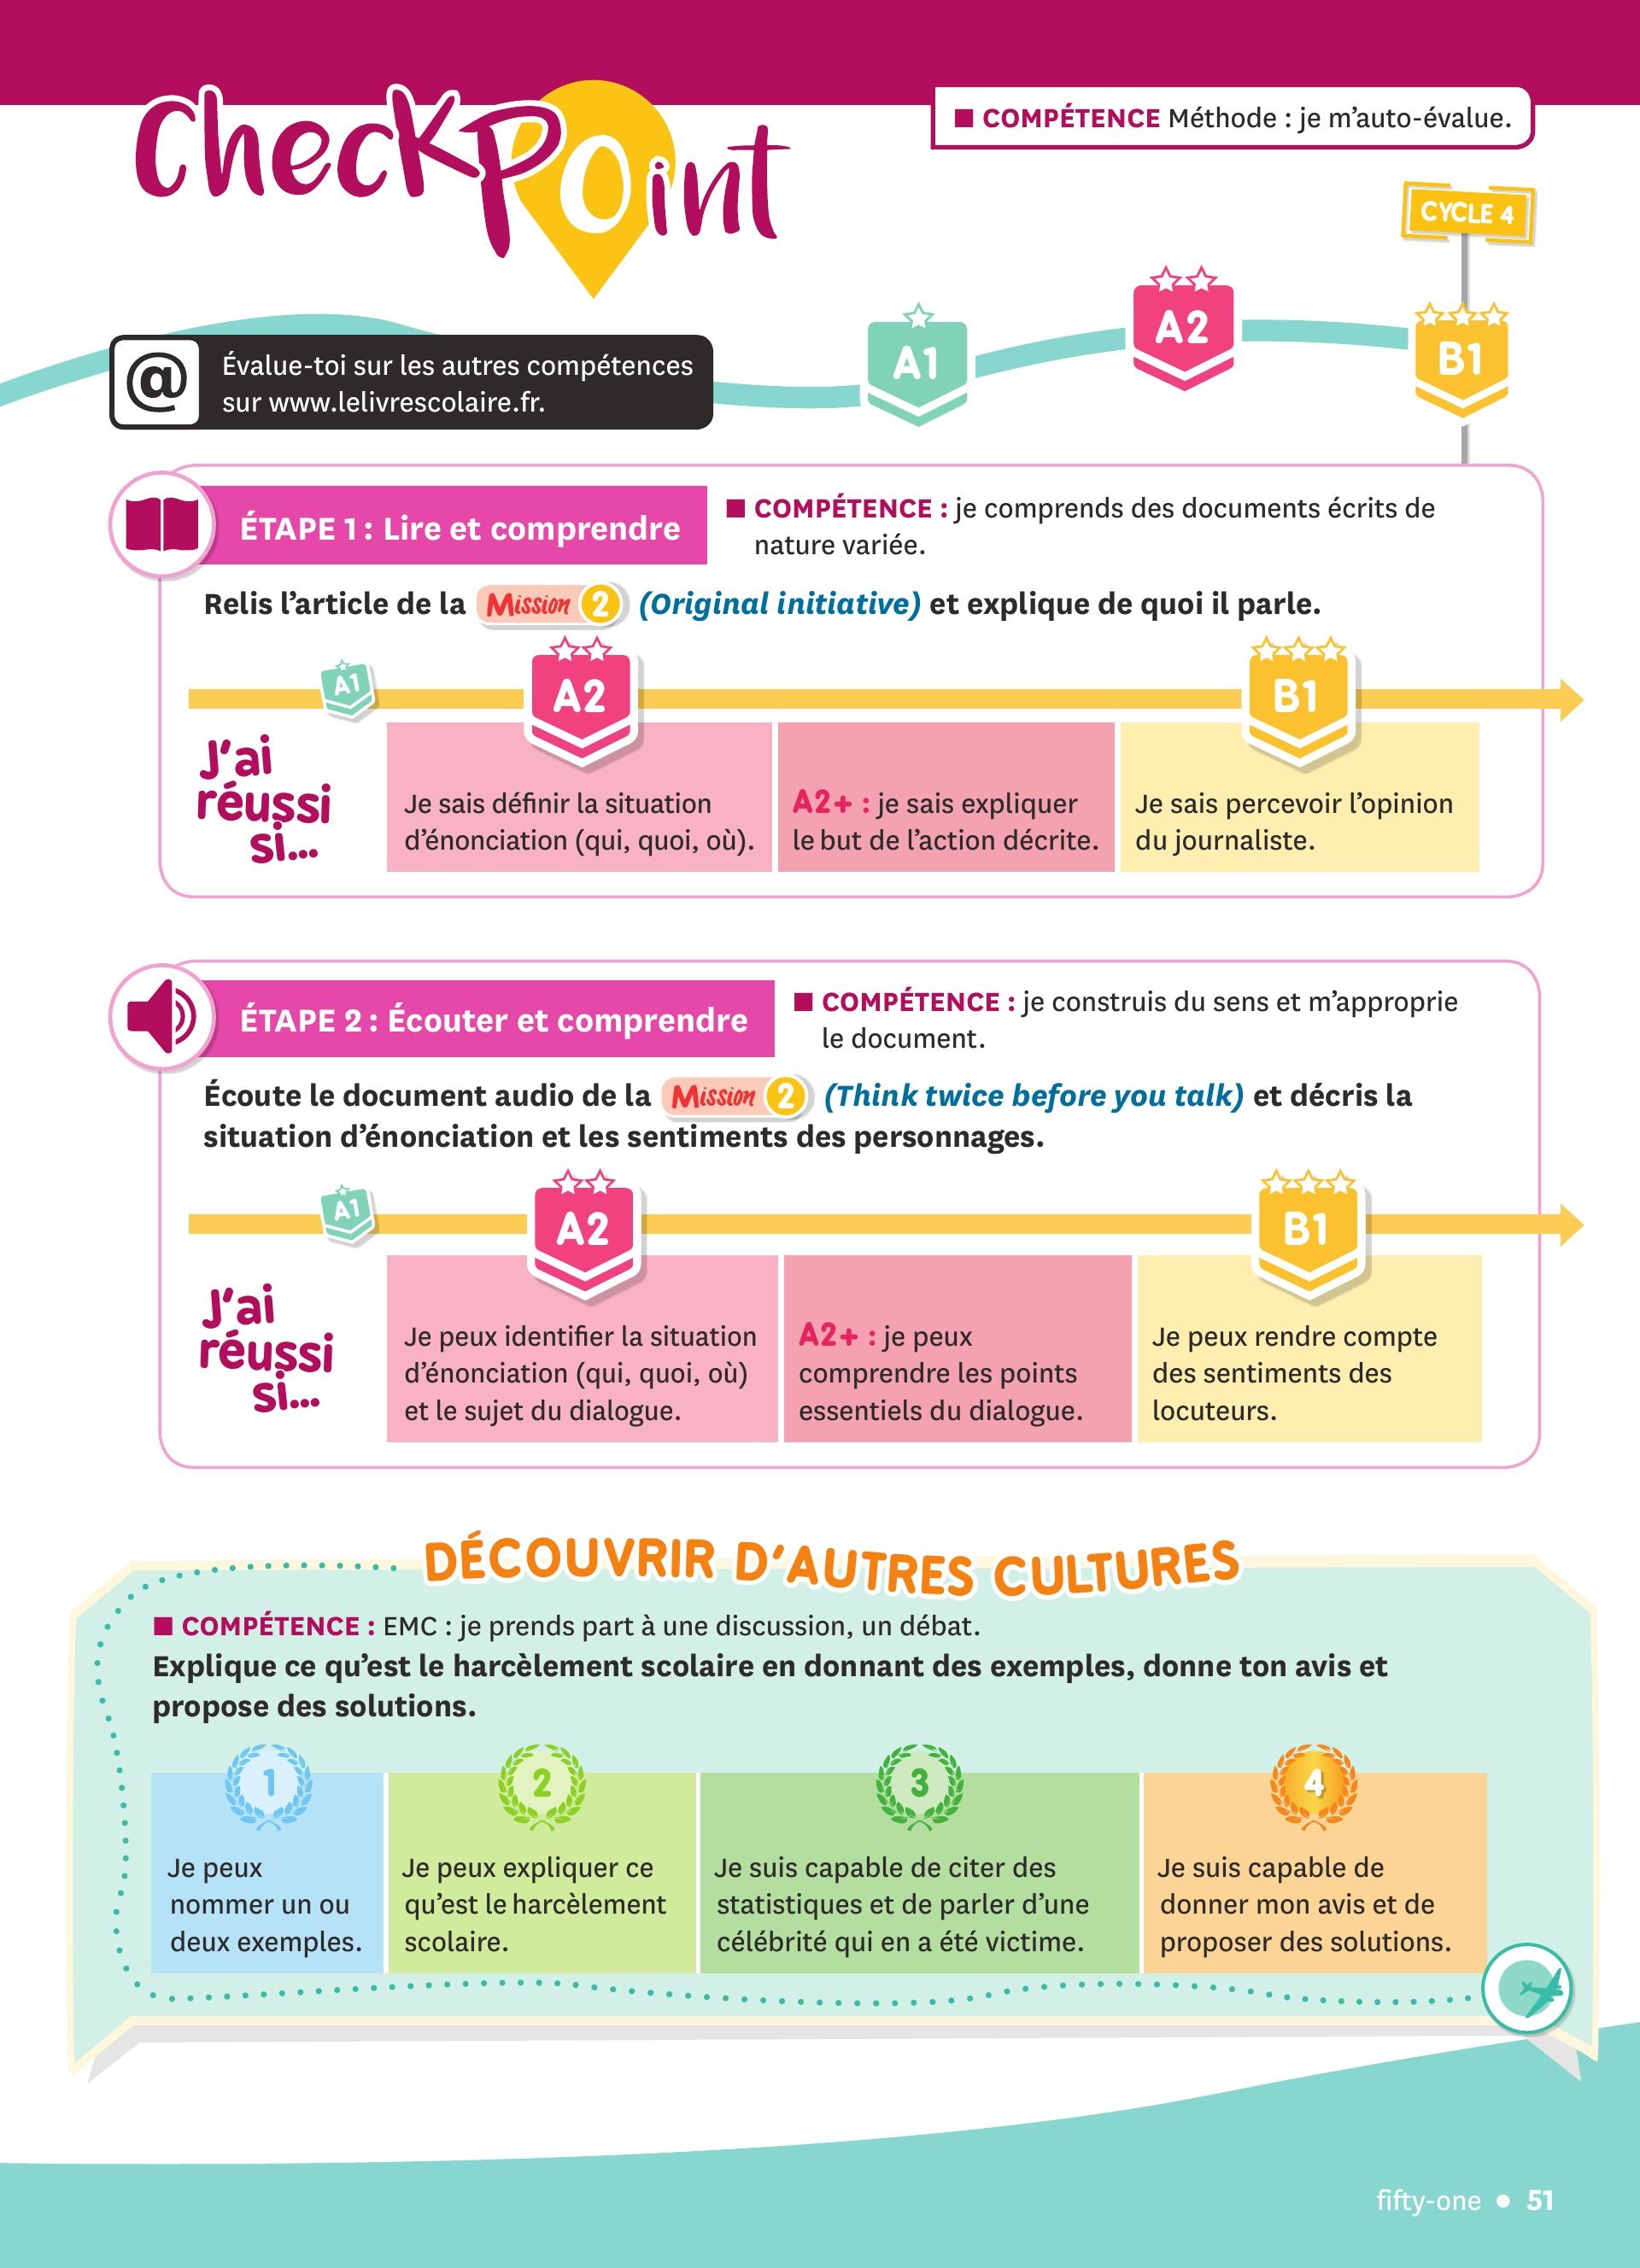 CheckPoint
■ COMPÉTENCE Méthode : je m'auto-évalue.
CYCLE 4
A1
A2
B1
@
Évalue-toi sur les autres compétences
sur www.lelivrescolaire.fr.
ÉTAPE 1 : Lire et comprendre
■ COMPÉTENCE : je comprends des documents écrits de
nature variée.
Relis l'article de la Mission 2 (Original initiative) et explique de quoi il parle.
A1
A2
B1
J'ai
réussi
si...
Je sais définir la situation
d'énonciation (qui, quoi, où).
A2+ : je sais expliquer
le but de l'action décrite.
Je sais percevoir l'opinion
du journaliste.
ÉTAPE 2 : Écouter et comprendre
■ COMPÉTENCE : je construis du sens et m'approprie
le document.
Écoute le document audio de la Mission 2 (Think twice before you talk) et décris la
situation d'énonciation et les sentiments des personnages.
A1
A2
B1
J'ai
réussi
si...
Je peux identifier la situation
d'énonciation (qui, quoi, où)
et le sujet du dialogue.
A2+ : je peux
comprendre les points
essentiels du dialogue.
Je peux rendre compte
des sentiments des
locuteurs.
DÉCOUVRIR D'AUTRES CULTURES
■ COMPÉTENCE : EMC : je prends part à une discussion, un débat.
Explique ce qu'est le harcèlement scolaire en donnant des exemples, donne ton avis et
propose des solutions.
1
Je peux
nommer un ou
deux exemples.
2
Je peux expliquer ce
qu'est le harcèlement
scolaire.
3
Je suis capable de citer des
statistiques et de parler d'une
célébrité qui en a été victime.
4
Je suis capable de
donner mon avis et de
proposer des solutions.
fifty-one • 51